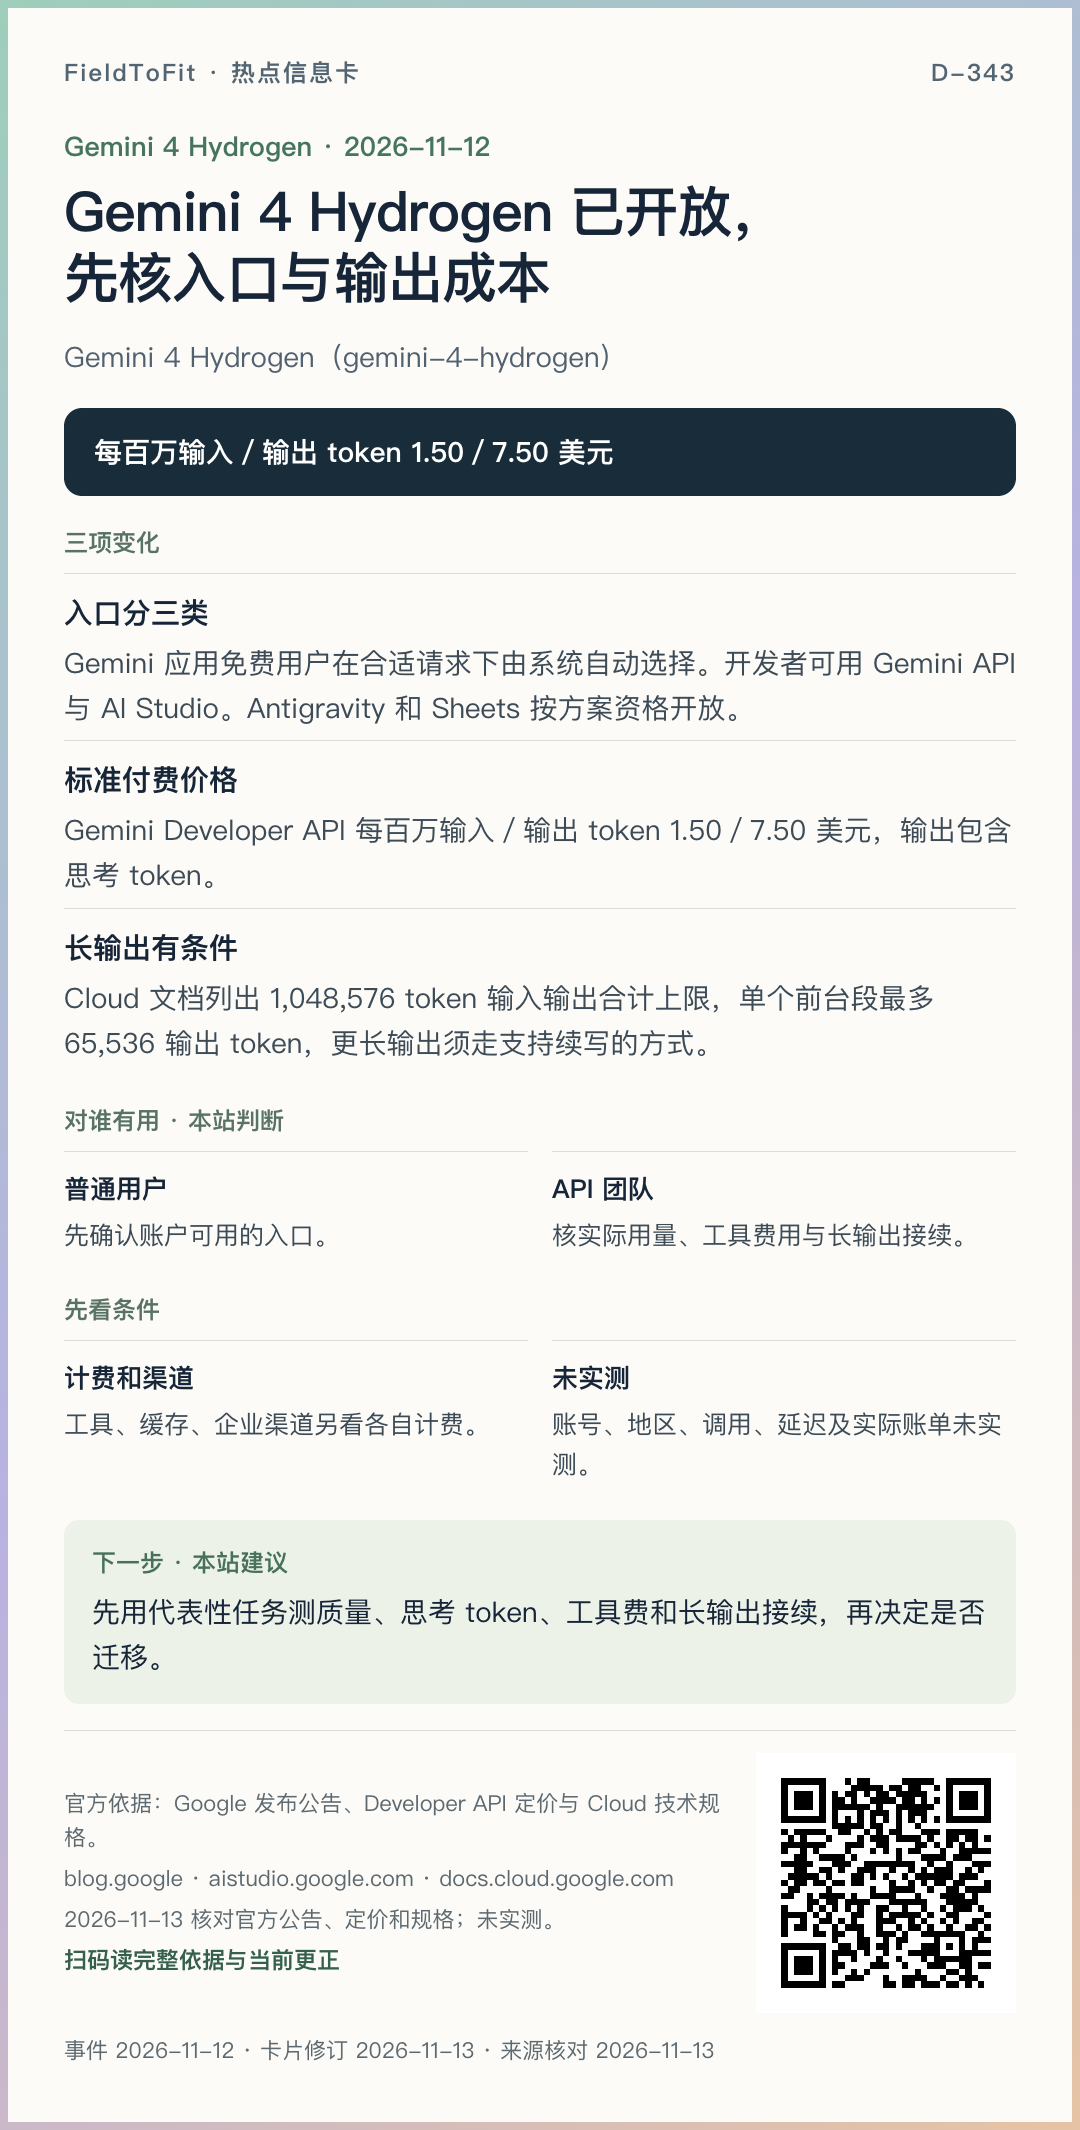 FieldToFit · 热点信息卡
D-343
Gemini 4 Hydrogen · 2026-11-12
Gemini 4 Hydrogen 已开放，
先核入口与输出成本
Gemini 4 Hydrogen（gemini-4-hydrogen）
每百万输入 / 输出 token 1.50 / 7.50 美元
三项变化
入口分三类
Gemini 应用免费用户在合适请求下由系统自动选择。开发者可用 Gemini API
与 AI Studio。Antigravity 和 Sheets 按方案资格开放。
标准付费价格
Gemini Developer API 每百万输入 / 输出 token 1.50 / 7.50 美元，输出包含
思考 token。
长输出有条件
Cloud 文档列出 1,048,576 token 输入输出合计上限，单个前台段最多
65,536 输出 token，更长输出须走支持续写的方式。
对谁有用 · 本站判断
普通用户
先确认账户可用的入口。
API 团队
核实际用量、工具费用与长输出接续。
先看条件
计费和渠道
工具、缓存、企业渠道另看各自计费。
未实测
账号、地区、调用、延迟及实际账单未实
测。
下一步 · 本站建议
先用代表性任务测质量、思考 token、工具费和长输出接续，再决定是否
迁移。
官方依据：Google 发布公告、Developer API 定价与 Cloud 技术规
格。
blog.google · aistudio.google.com · docs.cloud.google.com
2026-11-13 核对官方公告、定价和规格；未实测。
扫码读完整依据与当前更正
事件 2026-11-12 · 卡片修订 2026-11-13 · 来源核对 2026-11-13